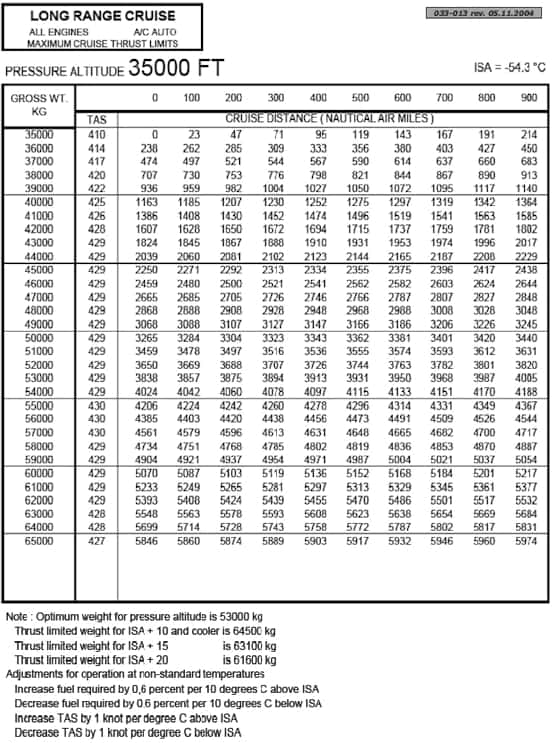 LONG RANGE CRUISE
ALL ENGINES A/C AUTO
MAXIMUM CRUISE THRUST LIMITS
033-013 rev. 05.11.2004
PRESSURE ALTITUDE 35000 FT
ISA = -54.3 °C
GROSS WT. 0 100 200 300 400 500 600 700 800 900
KG
TAS CRUISE DISTANCE ( NAUTICAL AIR MILES )
35000 410 0 23 47 71 95 119 143 167 191 214
36000 414 238 262 285 309 333 356 380 403 427 450
37000 417 474 497 521 544 567 590 614 637 660 683
38000 420 707 730 753 776 798 821 844 867 890 913
39000 422 936 959 982 1004 1027 1050 1072 1095 1117 1140
40000 425 1163 1185 1207 1230 1252 1275 1297 1319 1342 1364
41000 426 1386 1408 1430 1452 1474 1496 1519 1541 1563 1585
42000 428 1607 1628 1650 1672 1694 1715 1737 1759 1781 1802
43000 429 1824 1845 1867 1888 1910 1931 1953 1974 1996 2017
44000 429 2039 2060 2081 2102 2123 2144 2165 2187 2208 2229
45000 429 2250 2271 2292 2313 2334 2355 2375 2396 2417 2438
46000 429 2459 2480 2500 2521 2541 2562 2582 2603 2624 2644
47000 429 2665 2685 2705 2726 2746 2766 2787 2807 2827 2848
48000 429 2868 2888 2908 2928 2948 2968 2988 3008 3028 3048
49000 429 3068 3088 3107 3127 3147 3166 3186 3206 3226 3245
50000 429 3265 3284 3304 3323 3343 3362 3381 3401 3420 3440
51000 429 3459 3478 3497 3516 3536 3555 3574 3593 3612 3631
52000 429 3650 3669 3688 3707 3726 3744 3763 3782 3801 3820
53000 429 3838 3857 3875 3894 3913 3931 3950 3968 3987 4005
54000 429 4024 4042 4060 4078 4097 4115 4133 4151 4170 4188
55000 430 4206 4224 4242 4260 4278 4296 4314 4331 4349 4367
56000 430 4385 4403 4420 4438 4456 4473 4491 4509 4526 4544
57000 430 4561 4579 4596 4613 4631 4648 4665 4682 4700 4717
58000 429 4734 4751 4768 4785 4802 4819 4836 4853 4870 4887
59000 429 4904 4921 4937 4954 4971 4987 5004 5021 5037 5054
60000 429 5070 5087 5103 5119 5136 5152 5168 5184 5201 5217
61000 429 5233 5249 5265 5281 5297 5313 5329 5345 5361 5377
62000 429 5393 5408 5424 5439 5455 5470 5486 5501 5517 5532
63000 428 5548 5563 5578 5593 5608 5623 5638 5654 5669 5684
64000 428 5699 5714 5728 5743 5758 5772 5787 5802 5817 5831
65000 427 5846 5860 5874 5889 5903 5917 5932 5946 5960 5974
Note : Optimum weight for pressure altitude is 53000 kg
Thrust limited weight for ISA + 10 and cooler is 64500 kg
Thrust limited weight for ISA + 15 is 63100 kg
Thrust limited weight for ISA + 20 is 61600 kg
Adjustments for operation at non-standard temperatures
Increase fuel required by 0,6 percent per 10 degrees C above ISA
Decrease fuel required by 0.6 percent per 10 degrees C below ISA
Increase TAS by 1 knot per degree C above ISA
Decrease TAS by 1 knot per degree C below ISA